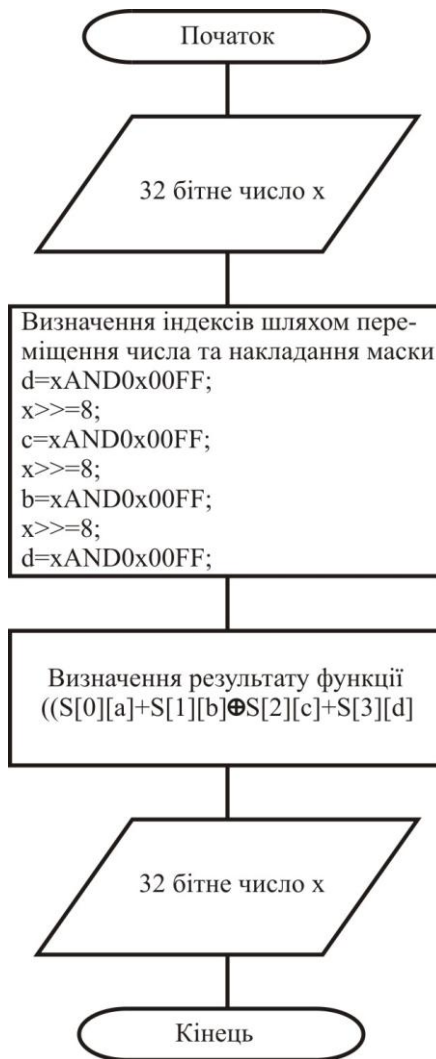 Початок
32 бітне число x
Визначення індексів шляхом пере-
міщення числа та накладання маски
d=xAND0x00FF;
x>>=8;
c=xAND0x00FF;
x>>=8;
b=xAND0x00FF;
x>>=8;
d=xAND0x00FF;
Визначення результату функції
((S[0][a]+S[1][b]⊕S[2][c]+S[3][d]
32 бітне число x
Кінець